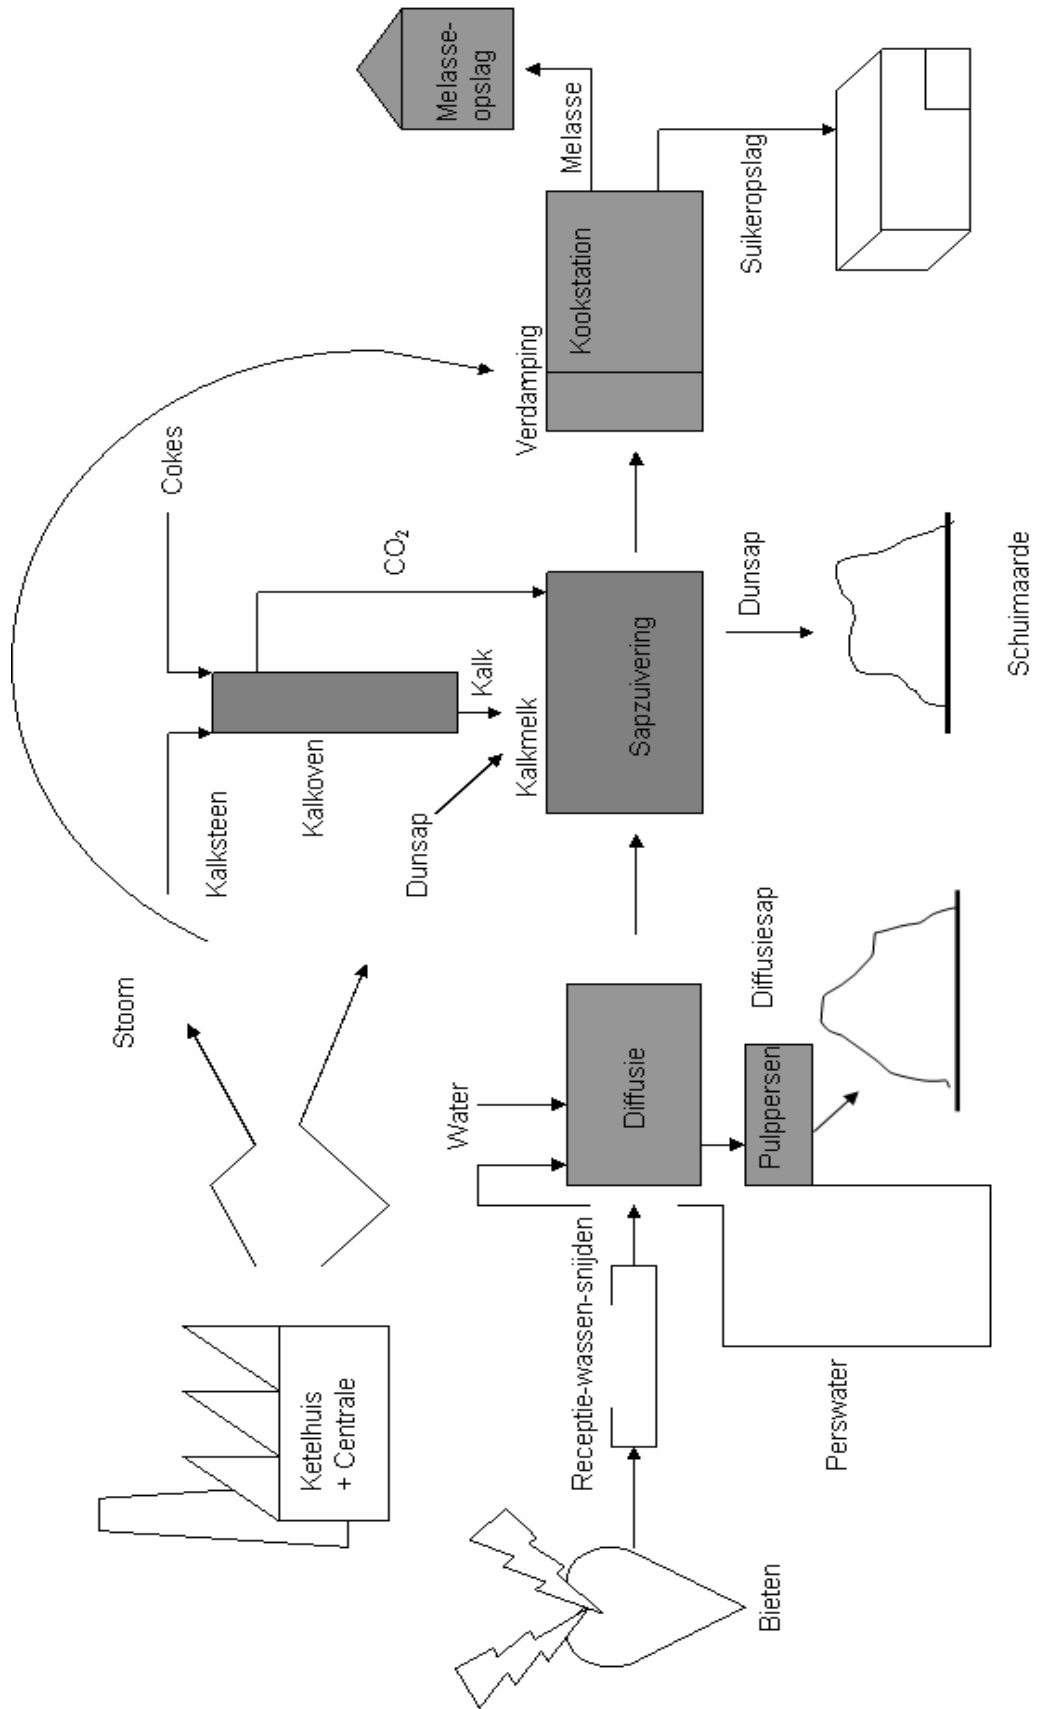 Ketelhuis
+ Centrale
Stoom
Kalksteen
Cokes
Kalkoven
CO₂
Kalk
Dunsap
Kalkmelk
Water
Verdamping
Melasse
Melasse-
opslag
Bieten
Receptie-wassen-snijden
Diffusie
Sapzuivering
Kookstation
Perswater
Pulppersen
Diffusiesap
Dunsap
Suikeropslag
Schuimaarde